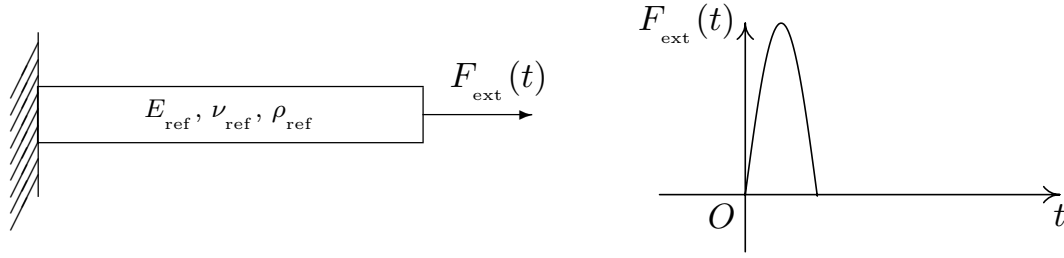 F_ext(t)
E_ref, ν_ref, ρ_ref
F_ext(t)
O
t